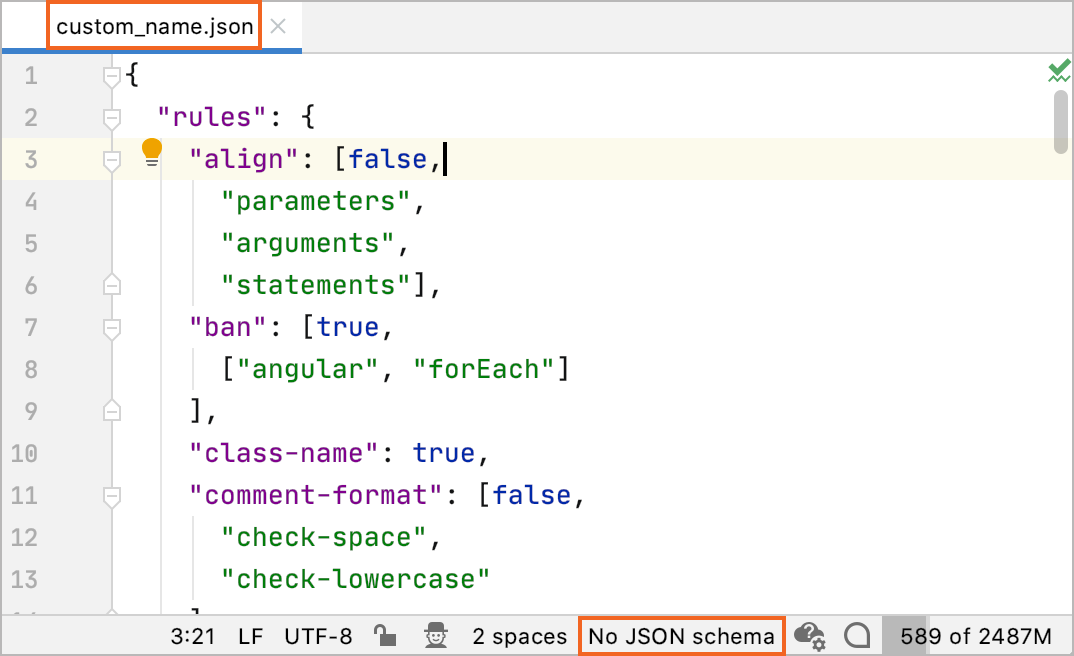 custom_name.json
1 {
2 "rules": {
3 "align": [false,
4 "parameters",
5 "arguments",
6 "statements"],
7 "ban": [true,
8 ["angular", "forEach"]
9 ],
10 "class-name": true,
11 "comment-format": [false,
12 "check-space",
13 "check-lowercase"
3:21 LF UTF-8 2 spaces No JSON schema 589 of 2487M